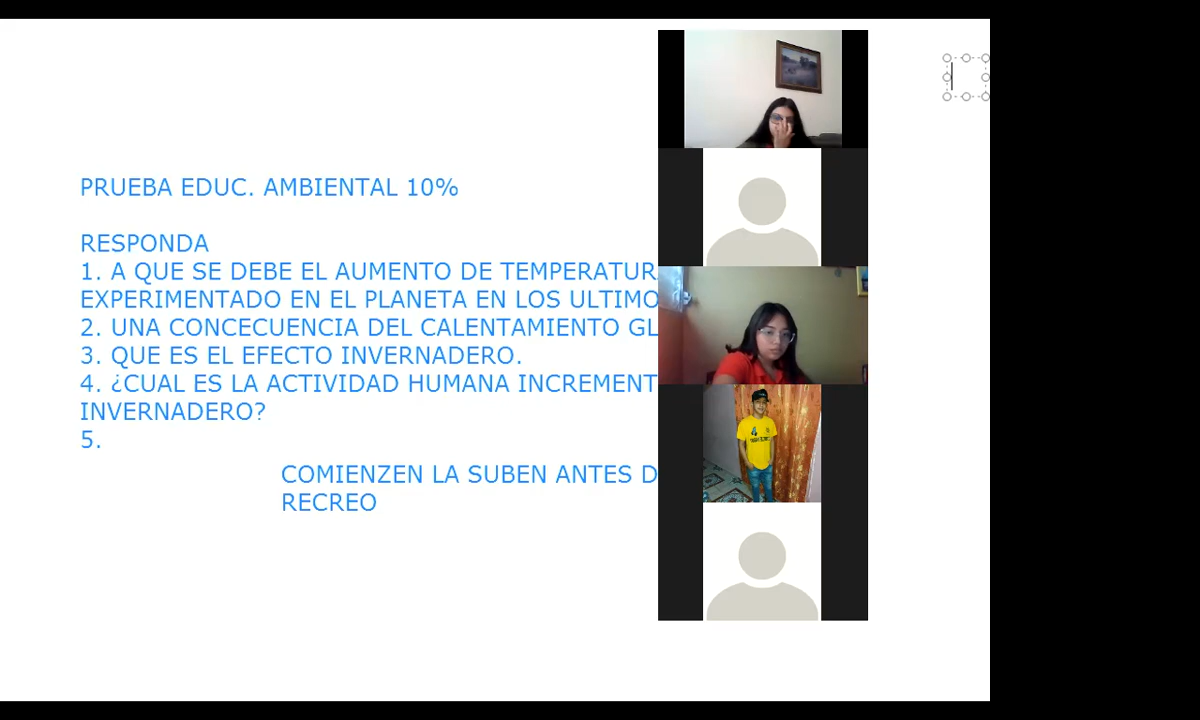 PRUEBA EDUC. AMBIENTAL 10%
RESPONDA
1. A QUE SE DEBE EL AUMENTO DE TEMPERATUR
EXPERIMENTADO EN EL PLANETA EN LOS ULTIMO
2. UNA CONCECUENCIA DEL CALENTAMIENTO GL
3. QUE ES EL EFECTO INVERNADERO.
4. ¿CUAL ES LA ACTIVIDAD HUMANA INCREMENT
INVERNADERO?
5.
COMIENZEN LA SUBEN ANTES D
RECREO